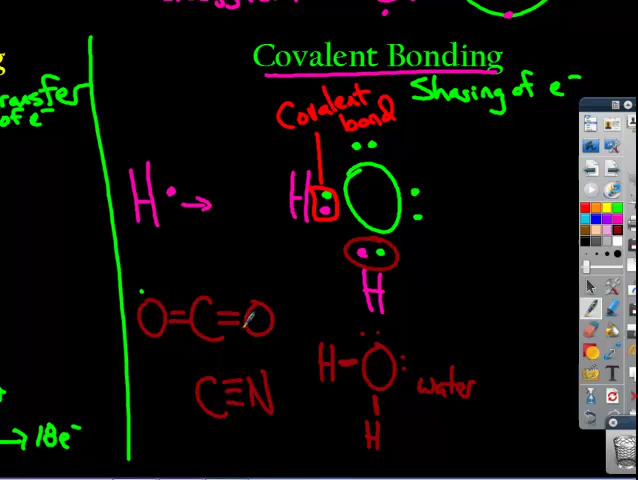 Covalent Bonding
Transfer
of e⁻
Sharing of e⁻
Covalent
bond
H → H O
H
O=C=O
C≡N
H-O water
H
→ 18e⁻